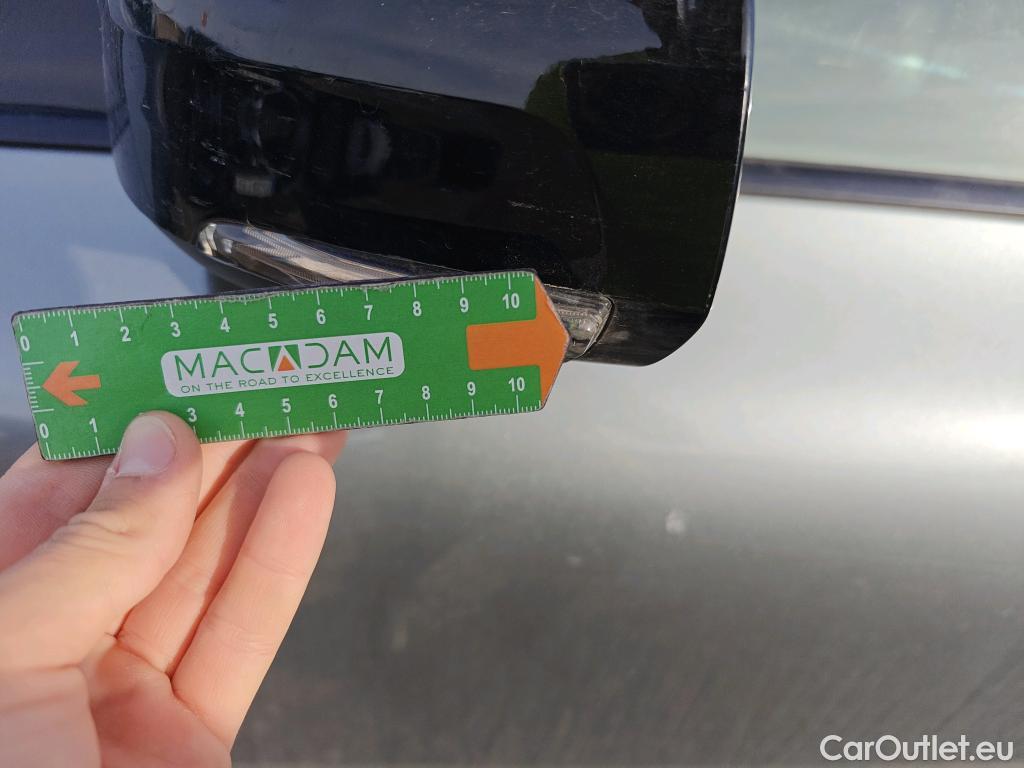 0 1 2 3 4 5 6 7 8 9 10
MACADAM
ON THE ROAD TO EXCELLENCE
0 1 3 4 5 6 7 8 9 10
CarOutlet.eu